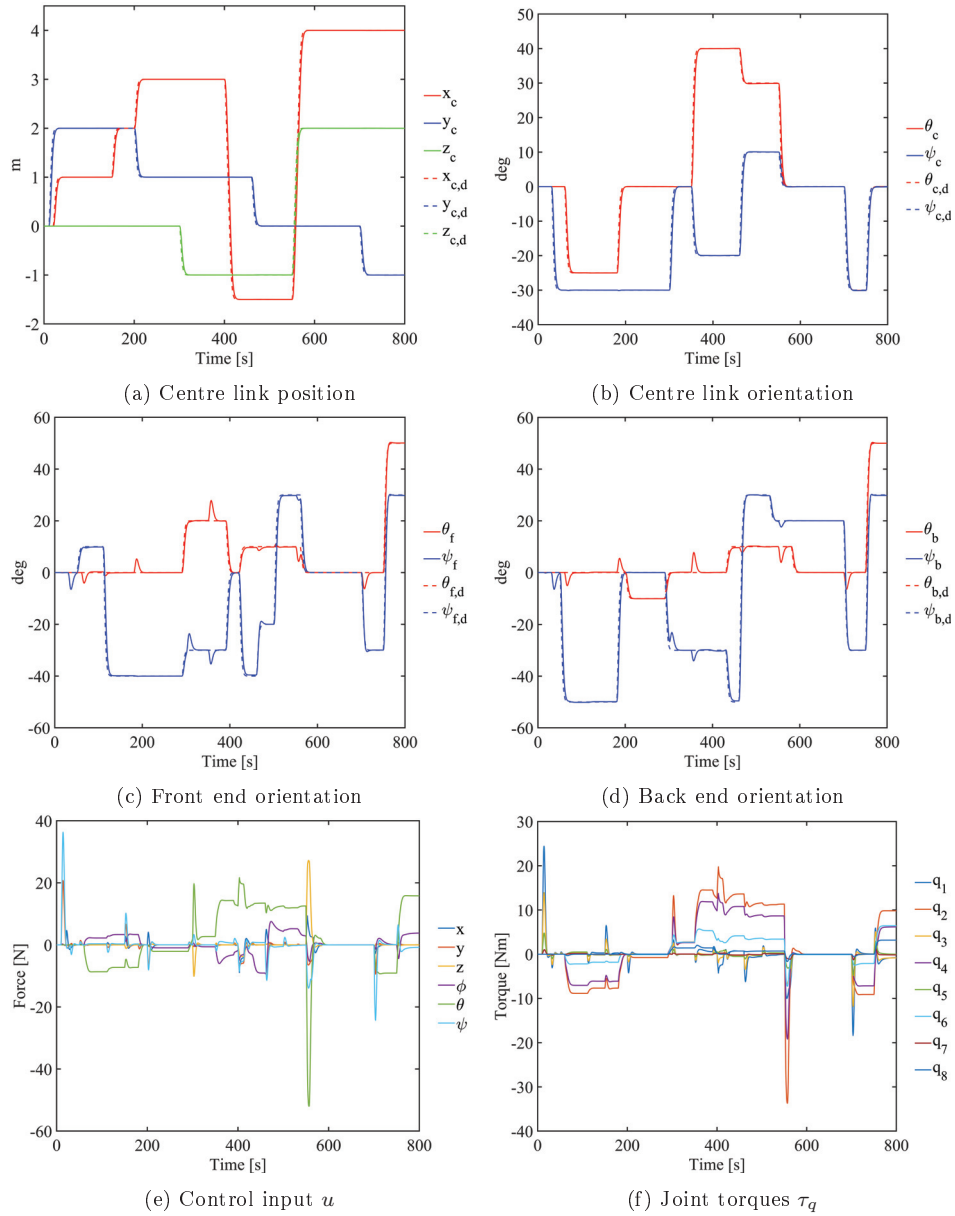 4
3
2
1
0
-1
-2
m
0 200 400 600 800
Time [s]
x_c
y_c
z_c
x_c,d
y_c,d
z_c,d
(a) Centre link position
50
40
30
20
10
0
-10
-20
-30
-40
deg
0 200 400 600 800
Time [s]
θ_c
ψ_c
θ_c,d
ψ_c,d
(b) Centre link orientation
60
40
20
0
-20
-40
-60
deg
0 200 400 600 800
Time [s]
θ_f
ψ_f
θ_f,d
ψ_f,d
(c) Front end orientation
60
40
20
0
-20
-40
-60
deg
0 200 400 600 800
Time [s]
θ_b
ψ_b
θ_b,d
ψ_b,d
(d) Back end orientation
40
20
0
-20
-40
-60
Force [N]
0 200 400 600 800
Time [s]
x
y
z
ϕ
θ
ψ
(e) Control input u
30
20
10
0
-10
-20
-30
-40
Torque [Nm]
0 200 400 600 800
Time [s]
q_1
q_2
q_3
q_4
q_5
q_6
q_7
q_8
(f) Joint torques τ_q